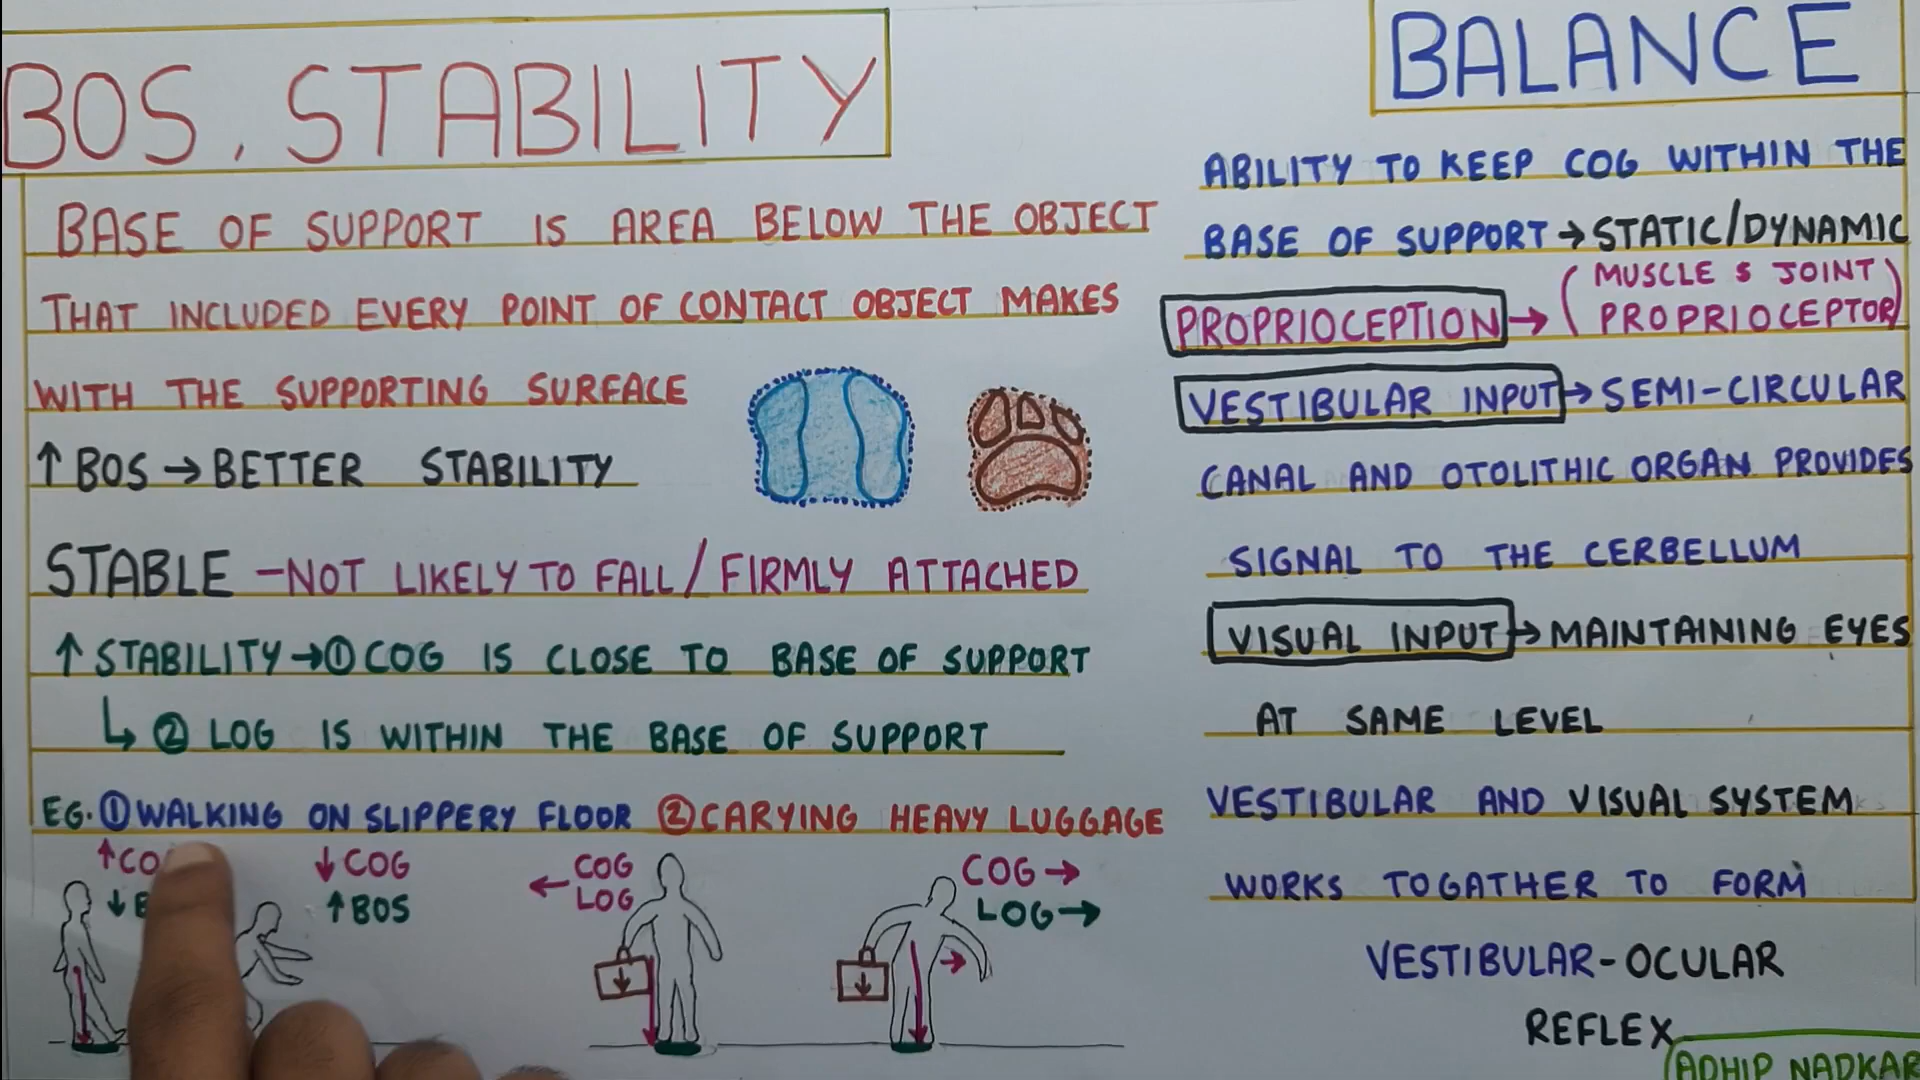 BOS, STABILITY
BASE OF SUPPORT IS AREA BELOW THE OBJECT
THAT INCLUDED EVERY POINT OF CONTACT OBJECT MAKES
WITH THE SUPPORTING SURFACE
↑ BOS → BETTER STABILITY
STABLE - NOT LIKELY TO FALL / FIRMLY ATTACHED
↑ STABILITY → ① COG IS CLOSE TO BASE OF SUPPORT
↳ ② LOG IS WITHIN THE BASE OF SUPPORT
EG. ① WALKING ON SLIPPERY FLOOR ② CARYING HEAVY LUGGAGE
↓ COG
↑ BOS
← COG
LOG
COG →
LOG →
BALANCE
ABILITY TO KEEP COG WITHIN THE
BASE OF SUPPORT → STATIC/DYNAMIC
PROPRIOCEPTION → (MUSCLE & JOINT
PROPRIOCEPTOR)
VESTIBULAR INPUT → SEMI-CIRCULAR
CANAL AND OTOLITHIC ORGAN PROVIDES
SIGNAL TO THE CERBELLUM
VISUAL INPUT → MAINTAINING EYES
AT SAME LEVEL
VESTIBULAR AND VISUAL SYSTEM
WORKS TOGATHER TO FORM
VESTIBULAR-OCULAR
REFLEX
ADHIP NADKAR